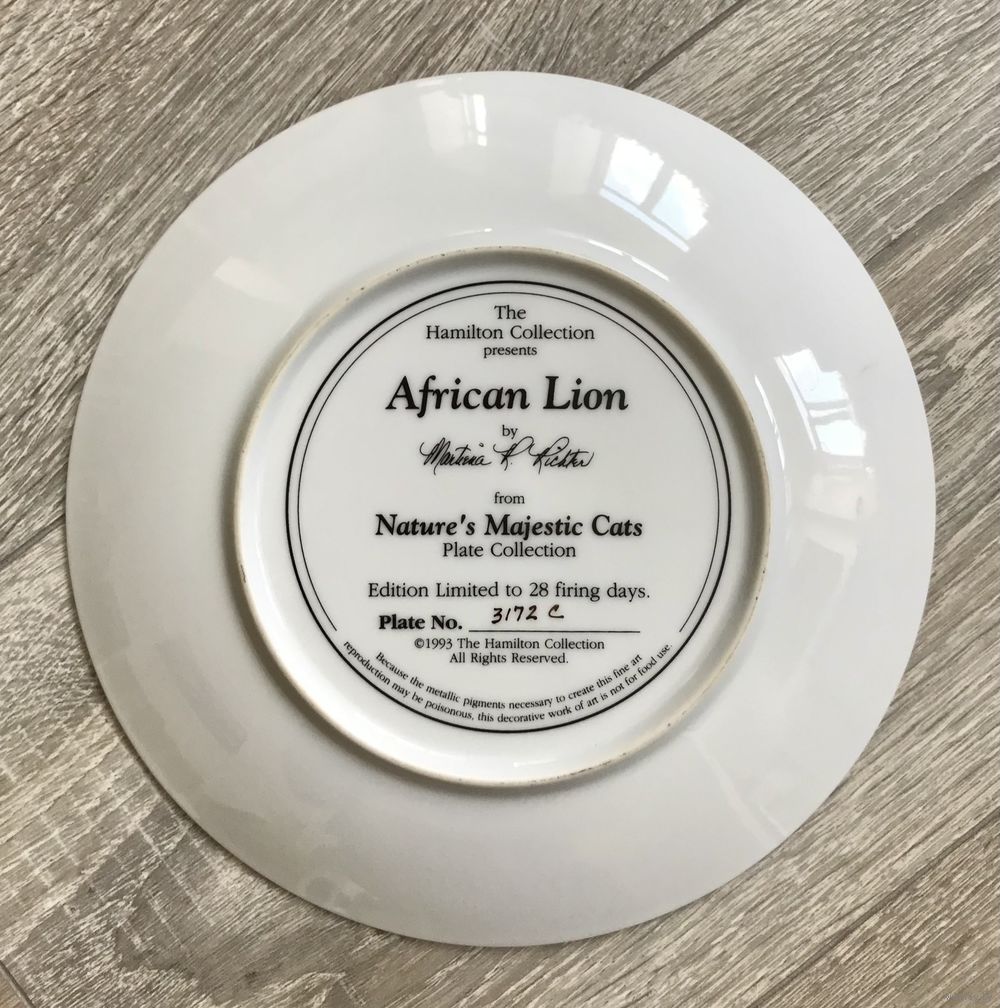 The
Hamilton Collection
presents
African Lion
by
Martina R. Richter
from
Nature's Majestic Cats
Plate Collection
Edition Limited to 28 firing days.
Plate No. 3172 C
©1993 The Hamilton Collection
All Rights Reserved.
Because the metallic pigments necessary to create this fine art
reproduction may be poisonous, this decorative work of art is not for food use.